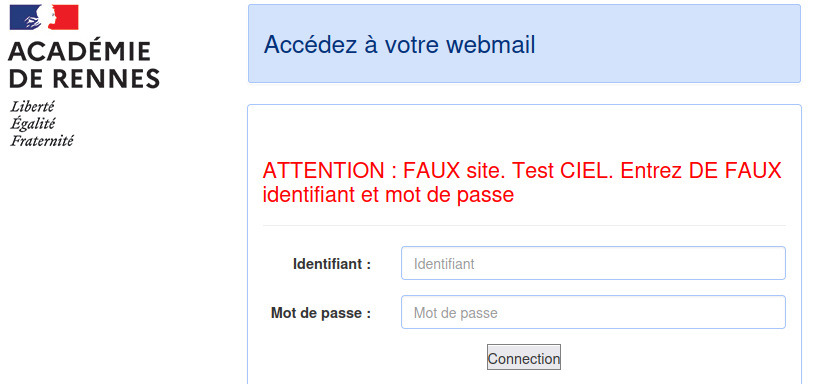 ACADÉMIE
DE RENNES
Liberté
Égalité
Fraternité
Accédez à votre webmail
ATTENTION : FAUX site. Test CIEL. Entrez DE FAUX
identifiant et mot de passe
Identifiant :
Identifiant
Mot de passe :
Mot de passe
Connection